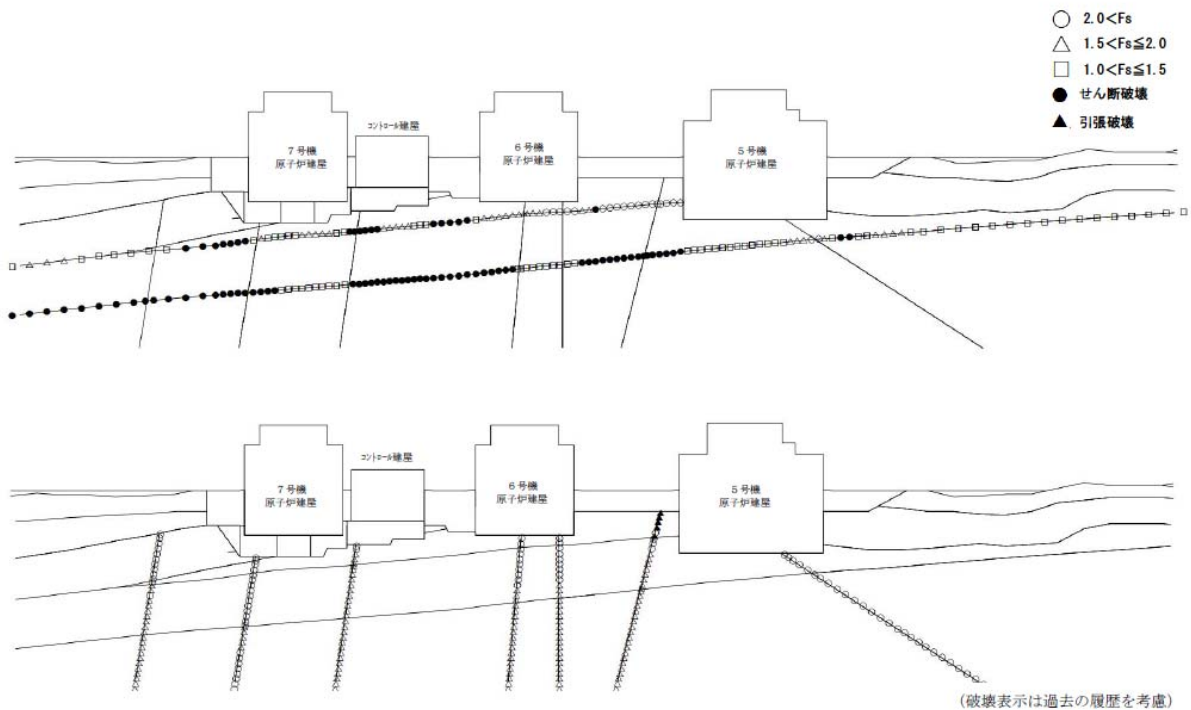 2.0<Fs
1.5<Fs≦2.0
1.0<Fs≦1.5
せん断破壊
引張破壊
7号機
原子炉建屋
コントロール建屋
6号機
原子炉建屋
5号機
原子炉建屋
7号機
原子炉建屋
コントロール建屋
6号機
原子炉建屋
5号機
原子炉建屋
(破壊表示は過去の履歴を考慮)